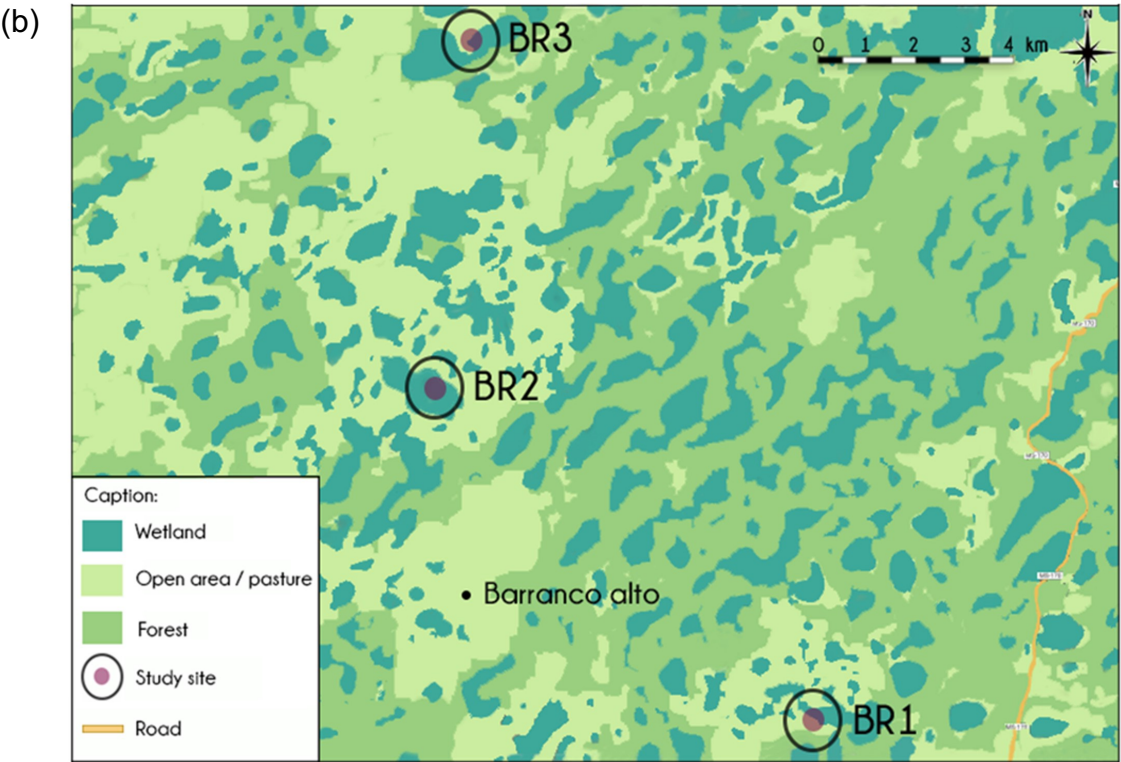 (b)
BR3
0 1 2 3 4 km
N
BR2
Caption:
Wetland
Open area / pasture
Forest
Study site
Road
Barranco alto
BR1